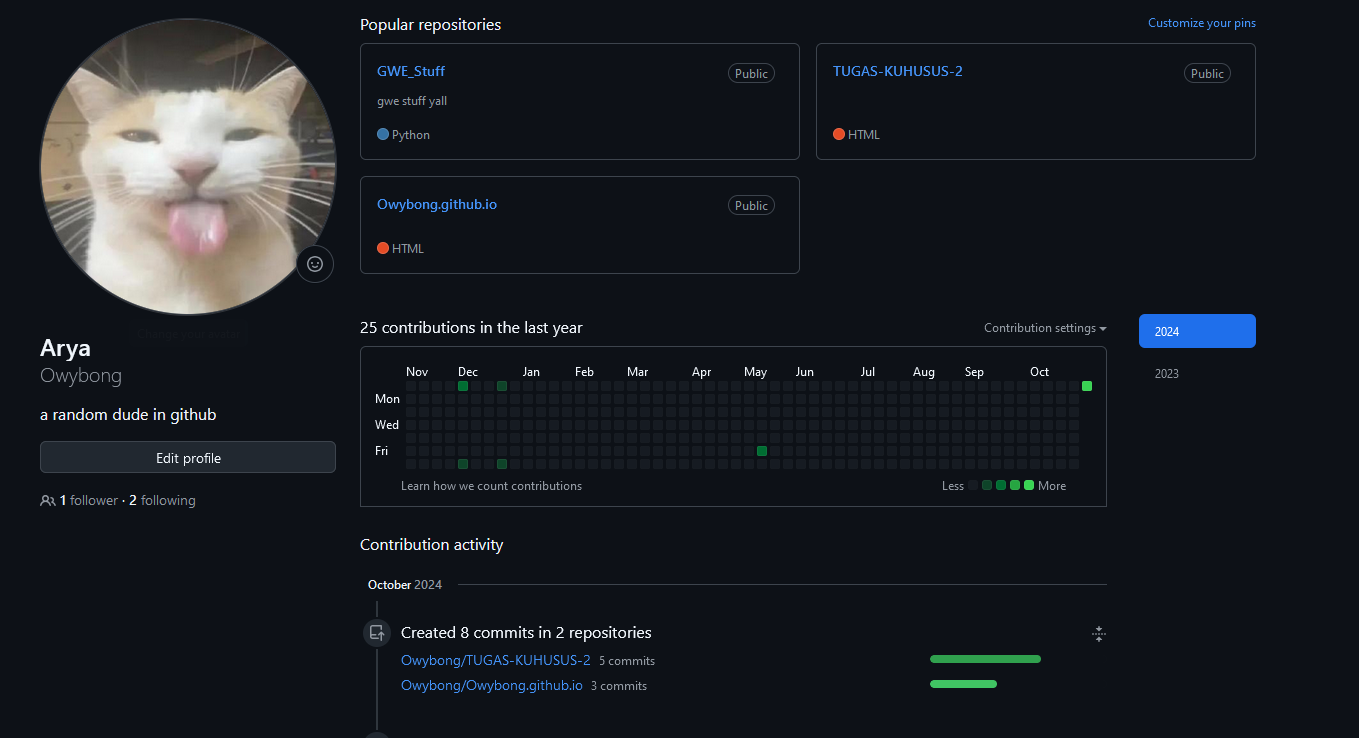 Arya
Owybong
a random dude in github
Edit profile
1 follower · 2 following
Popular repositories
Customize your pins
GWE_Stuff
Public
gwe stuff yall
Python
TUGAS-KUHUSUS-2
Public
HTML
Owybong.github.io
Public
HTML
25 contributions in the last year
Contribution settings
2024
2023
Nov Dec Jan Feb Mar Apr May Jun Jul Aug Sep Oct
Mon
Wed
Fri
Learn how we count contributions
Less More
Contribution activity
October 2024
Created 8 commits in 2 repositories
Owybong/TUGAS-KUHUSUS-2 5 commits
Owybong/Owybong.github.io 3 commits